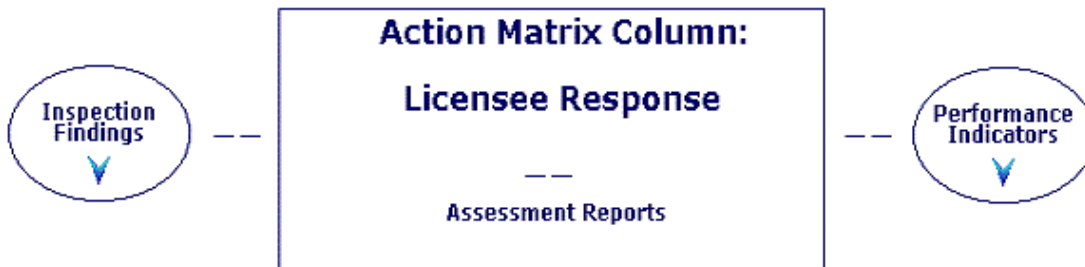 Action Matrix Column:
Licensee Response
Inspection
Findings
Performance
Indicators
Assessment Reports